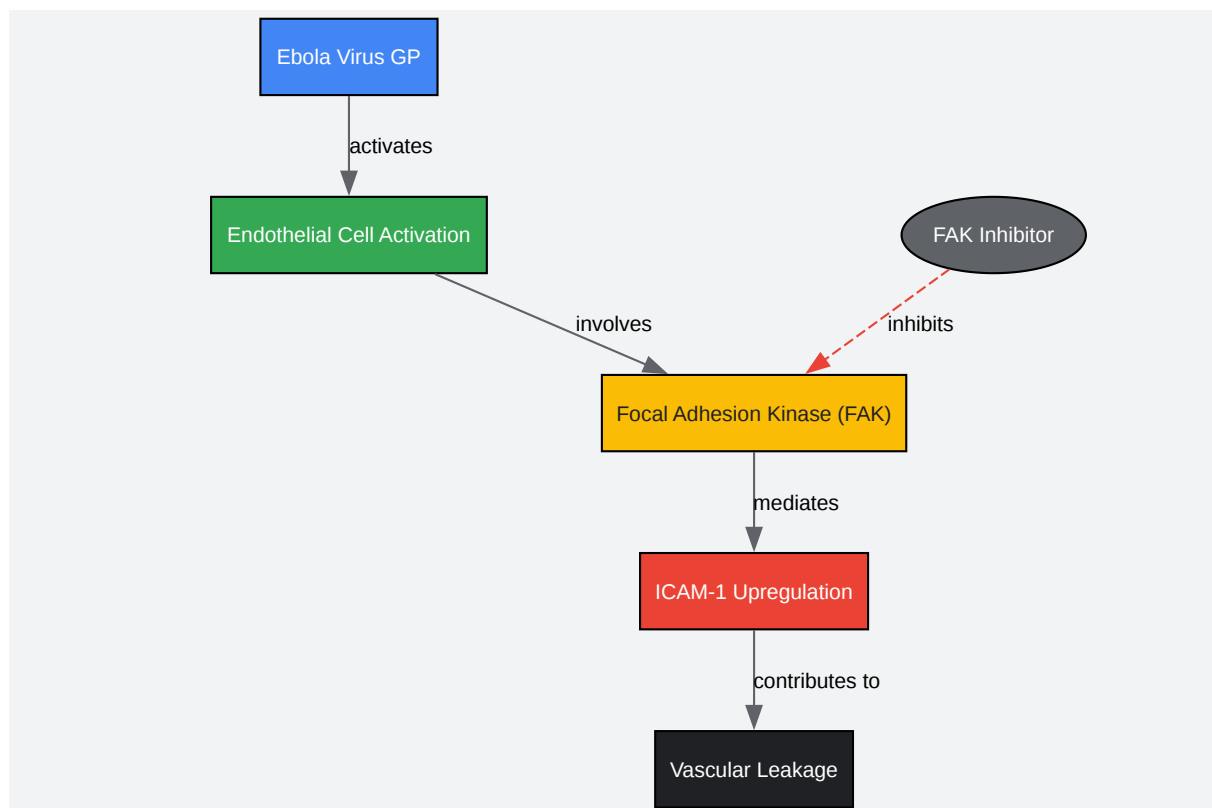 Ebola Virus GP
activates
Endothelial Cell Activation
FAK Inhibitor
involves
inhibits
Focal Adhesion Kinase (FAK)
mediates
ICAM-1 Upregulation
contributes to
Vascular Leakage